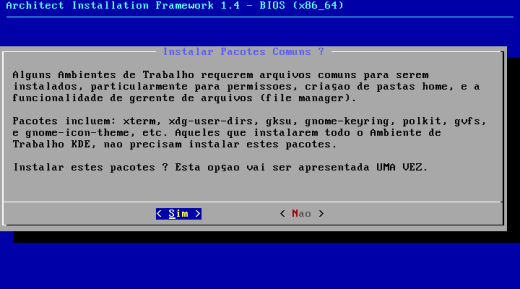 Architect Installation Framework 1.4 - BIOS (x86_64)
Instalar Pacotes Comuns ?
Alguns Ambientes de Trabalho requerem arquivos comuns para serem
instalados, particularmente para permissoes, criaçao de pastas home, e a
funcionalidade de gerente de arquivos (file manager).
Pacotes incluem: xterm, xdg-user-dirs, gksu, gnome-keyring, polkit, gvfs,
e gnome-icon-theme, etc. Aqueles que instalarem todo o Ambiente de
Trabalho KDE, nao precisam instalar estes pacotes.
Instalar estes pacotes ? Esta opçao vai ser apresentada UMA VEZ.
< Sim > < Nao >